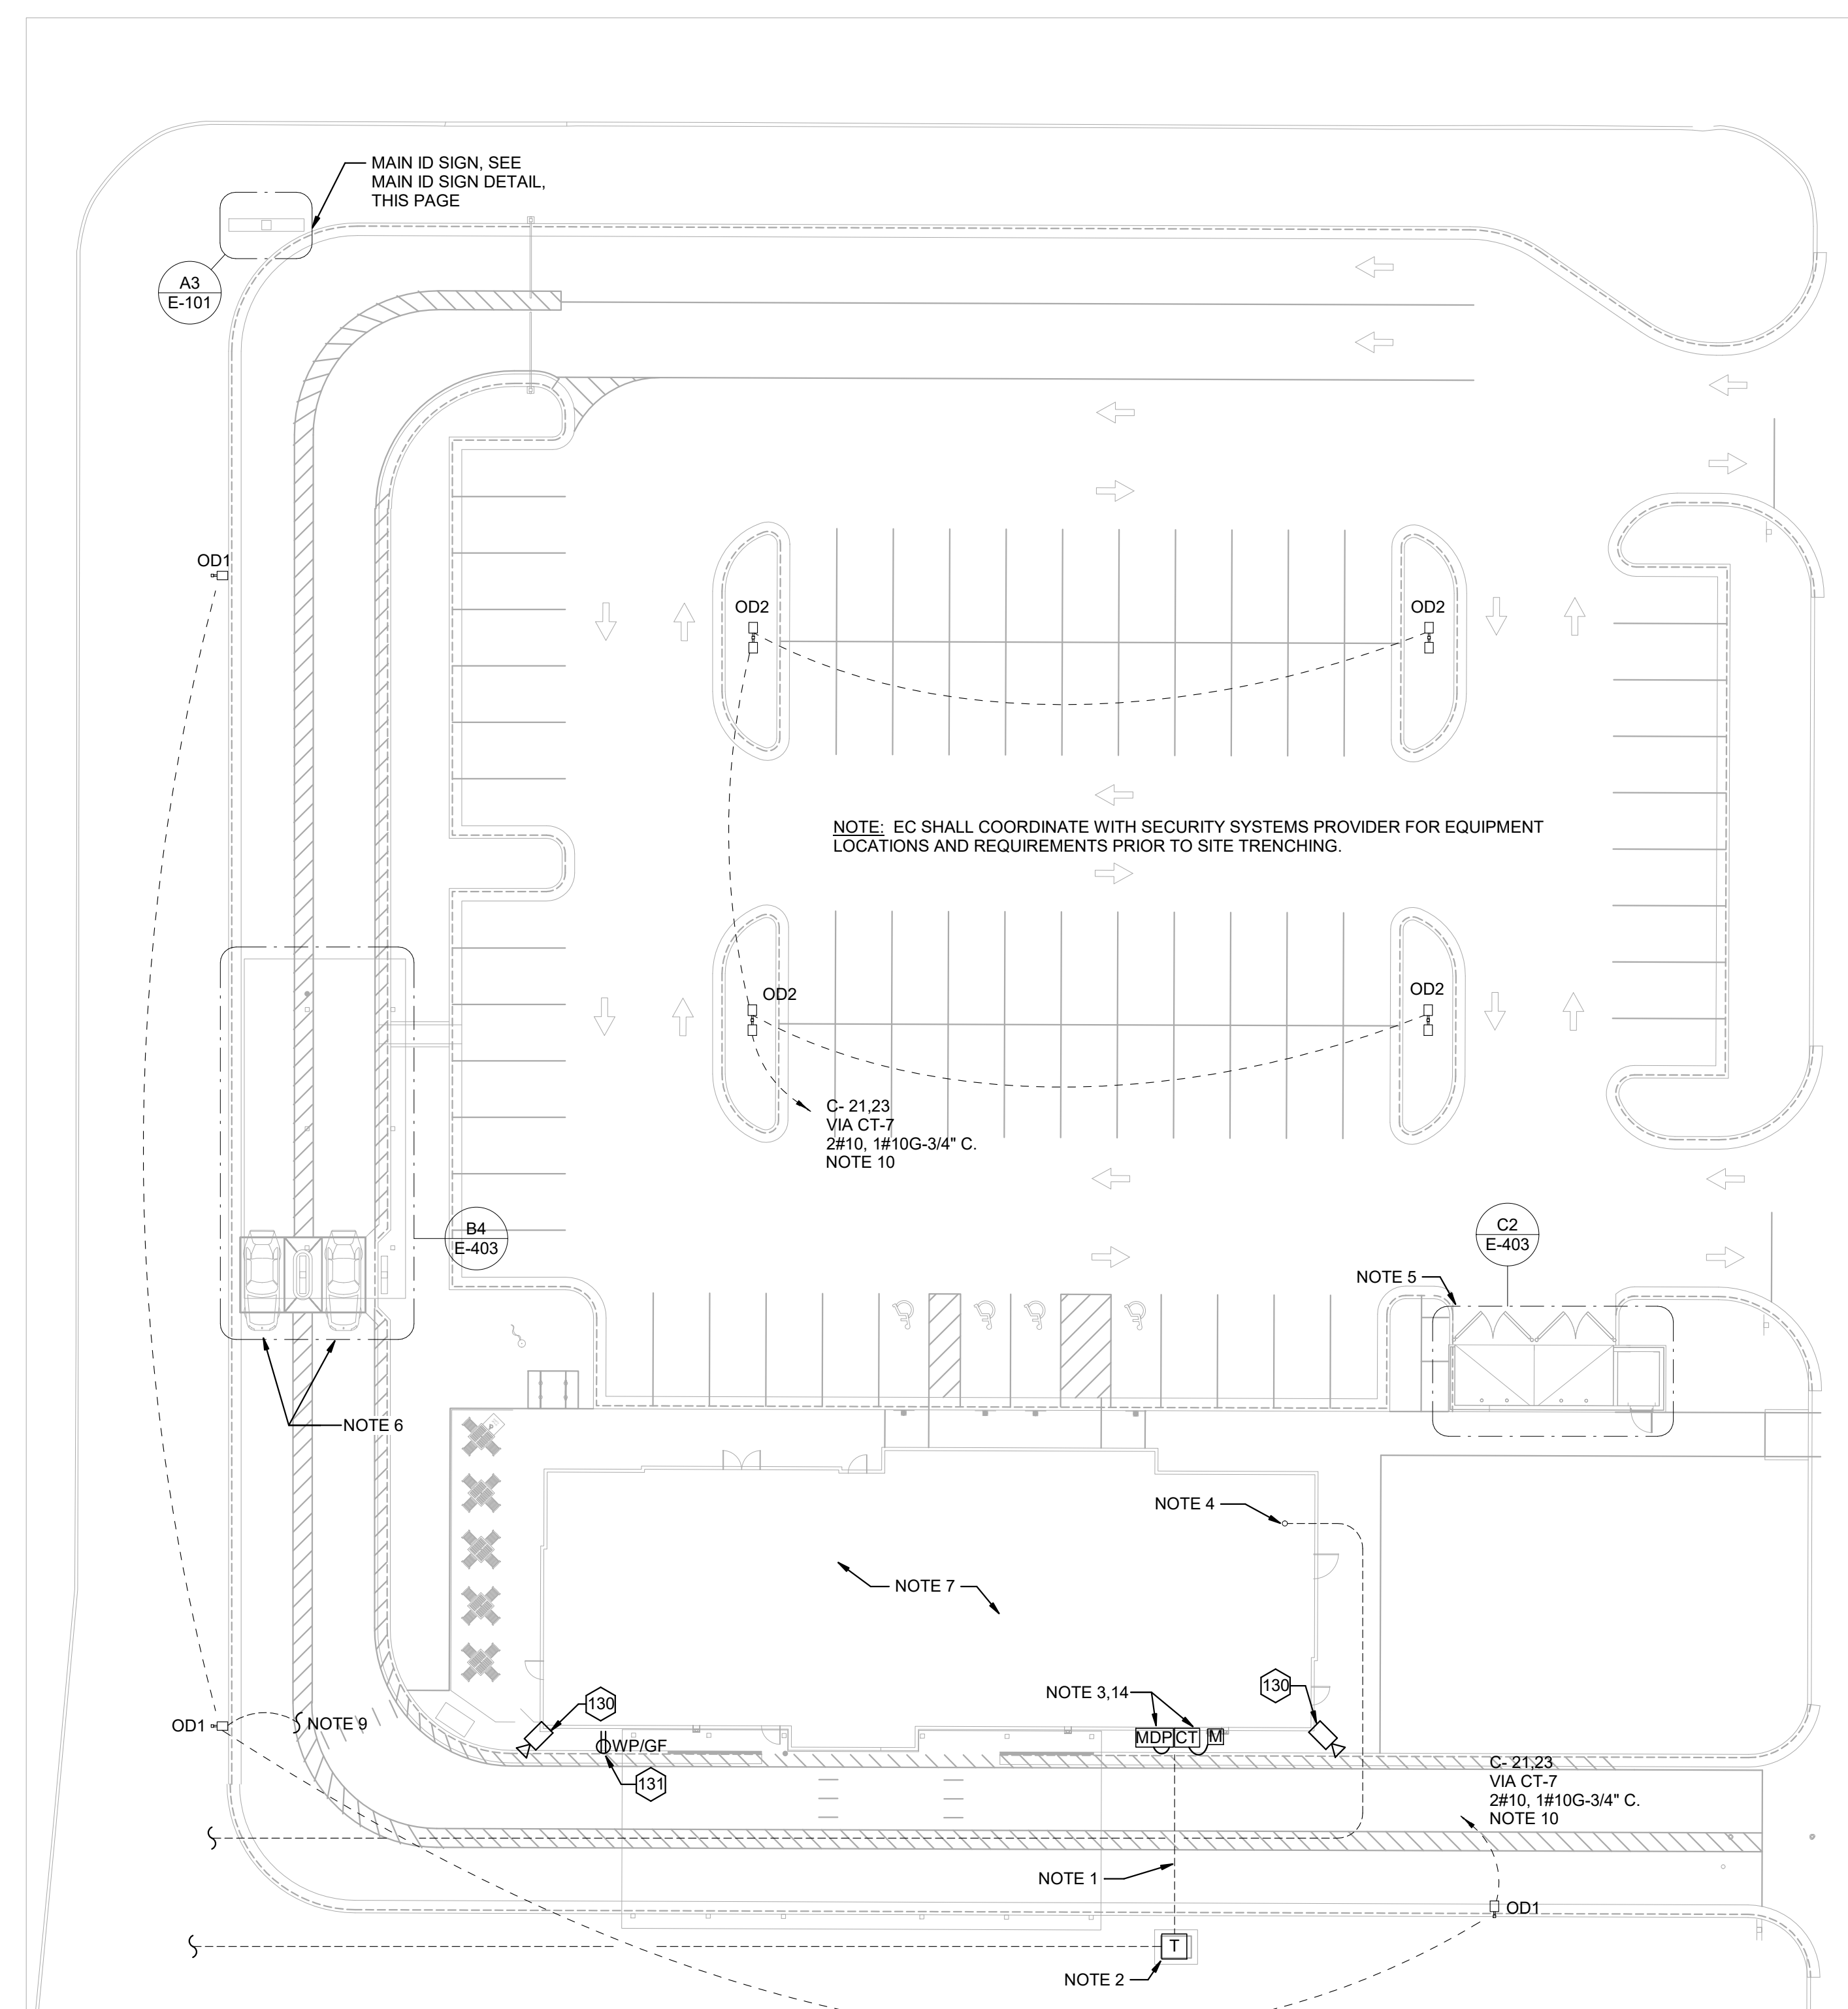 MAIN ID SIGN, SEE
MAIN ID SIGN DETAIL,
THIS PAGE
A3
E-101
OD1
OD2
OD2
NOTE: EC SHALL COORDINATE WITH SECURITY SYSTEMS PROVIDER FOR EQUIPMENT
LOCATIONS AND REQUIREMENTS PRIOR TO SITE TRENCHING.
OD2
OD2
C- 21,23
VIA CT-7
2#10, 1#10G-3/4" C.
NOTE 10
B4
E-403
C2
E-403
NOTE 5
NOTE 6
NOTE 4
NOTE 7
130
NOTE 3,14
130
OD1
NOTE 9
WP/GF
MDP
CT
M
131
C- 21,23
VIA CT-7
2#10, 1#10G-3/4" C.
NOTE 10
NOTE 1
OD1
T
NOTE 2